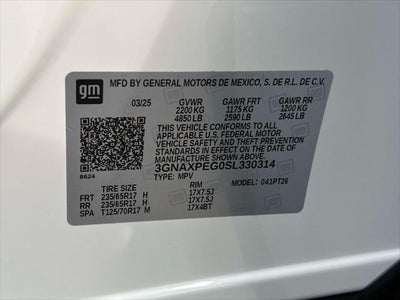 gm
MFD BY GENERAL MOTORS DE MEXICO, S. DE R.L. DE C.V.
03/25 GVWR GAWR FRT GAWR RR
2200 KG 1175 KG 1200 KG
4850 LB 2590 LB 2645 LB
THIS VEHICLE CONFORMS TO ALL
APPLICABLE U.S. FEDERAL MOTOR
VEHICLE SAFETY AND THEFT
PREVENTION STANDARDS IN EFFECT
ON THE DATE OF MANUFACTURE
SHOWN ABOVE.
3GNAXPEG0SL330314
TYPE: MPV MODEL: 041PT26
8624
TIRE SIZE RIM
FRT 235/65R17 H 17X7.5J
RR 235/65R17 H 17X7.5J
SPA T125/70R17 M 17X4BT